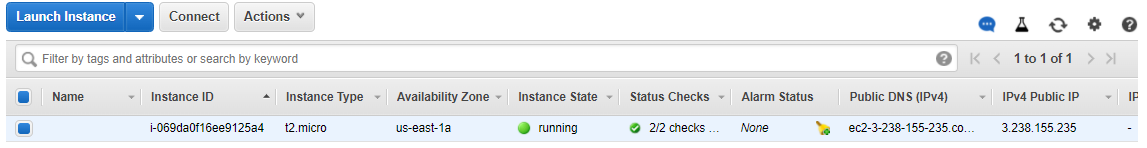 Launch Instance Connect Actions
Filter by tags and attributes or search by keyword 1 to 1 of 1
Name Instance ID Instance Type Availability Zone Instance State Status Checks Alarm Status Public DNS (IPv4) IPv4 Public IP IP
i-069da0f16ee9125a4 t2.micro us-east-1a running 2/2 checks ... None ec2-3-238-155-235.co... 3.238.155.235 -